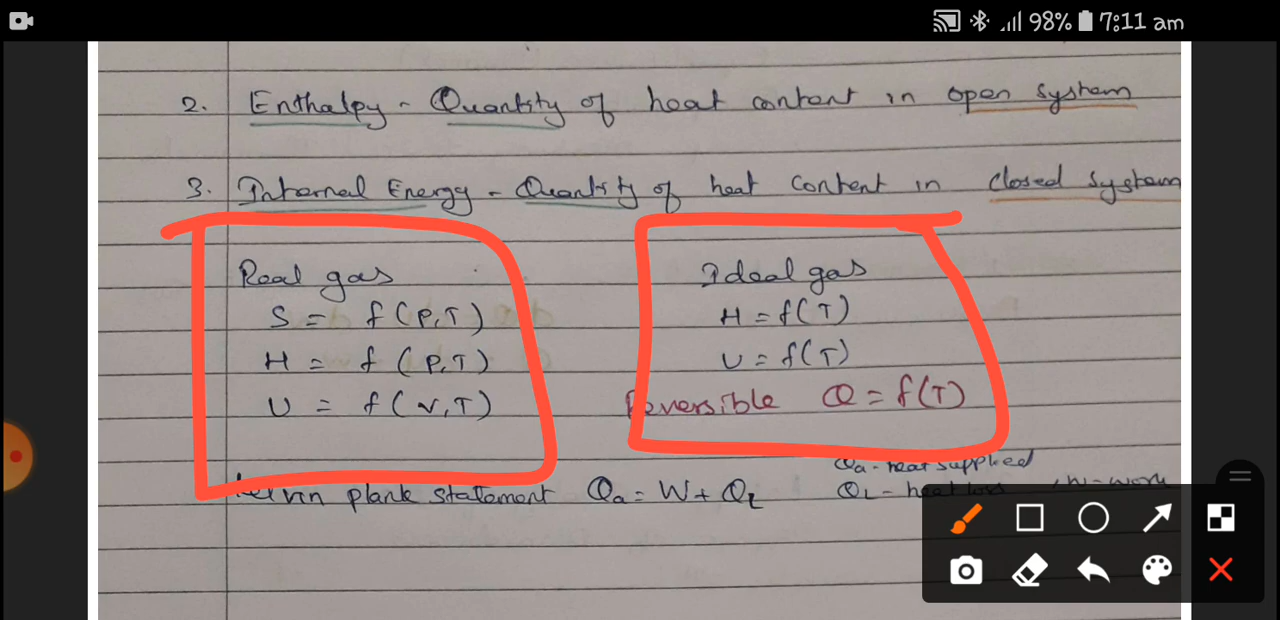 98% 7:11 am
2. Enthalpy - Quantity of heat content in open system
3. Internal Energy - Quantity of heat content in closed system
Real gas
S = f(P,T)
H = f(P,T)
U = f(V,T)
Ideal gas
H = f(T)
U = f(T)
Reversible Q = f(T)
Qa - heat supplied
Kelvin plank statement Qa = W + QL QL - heat loss W - work